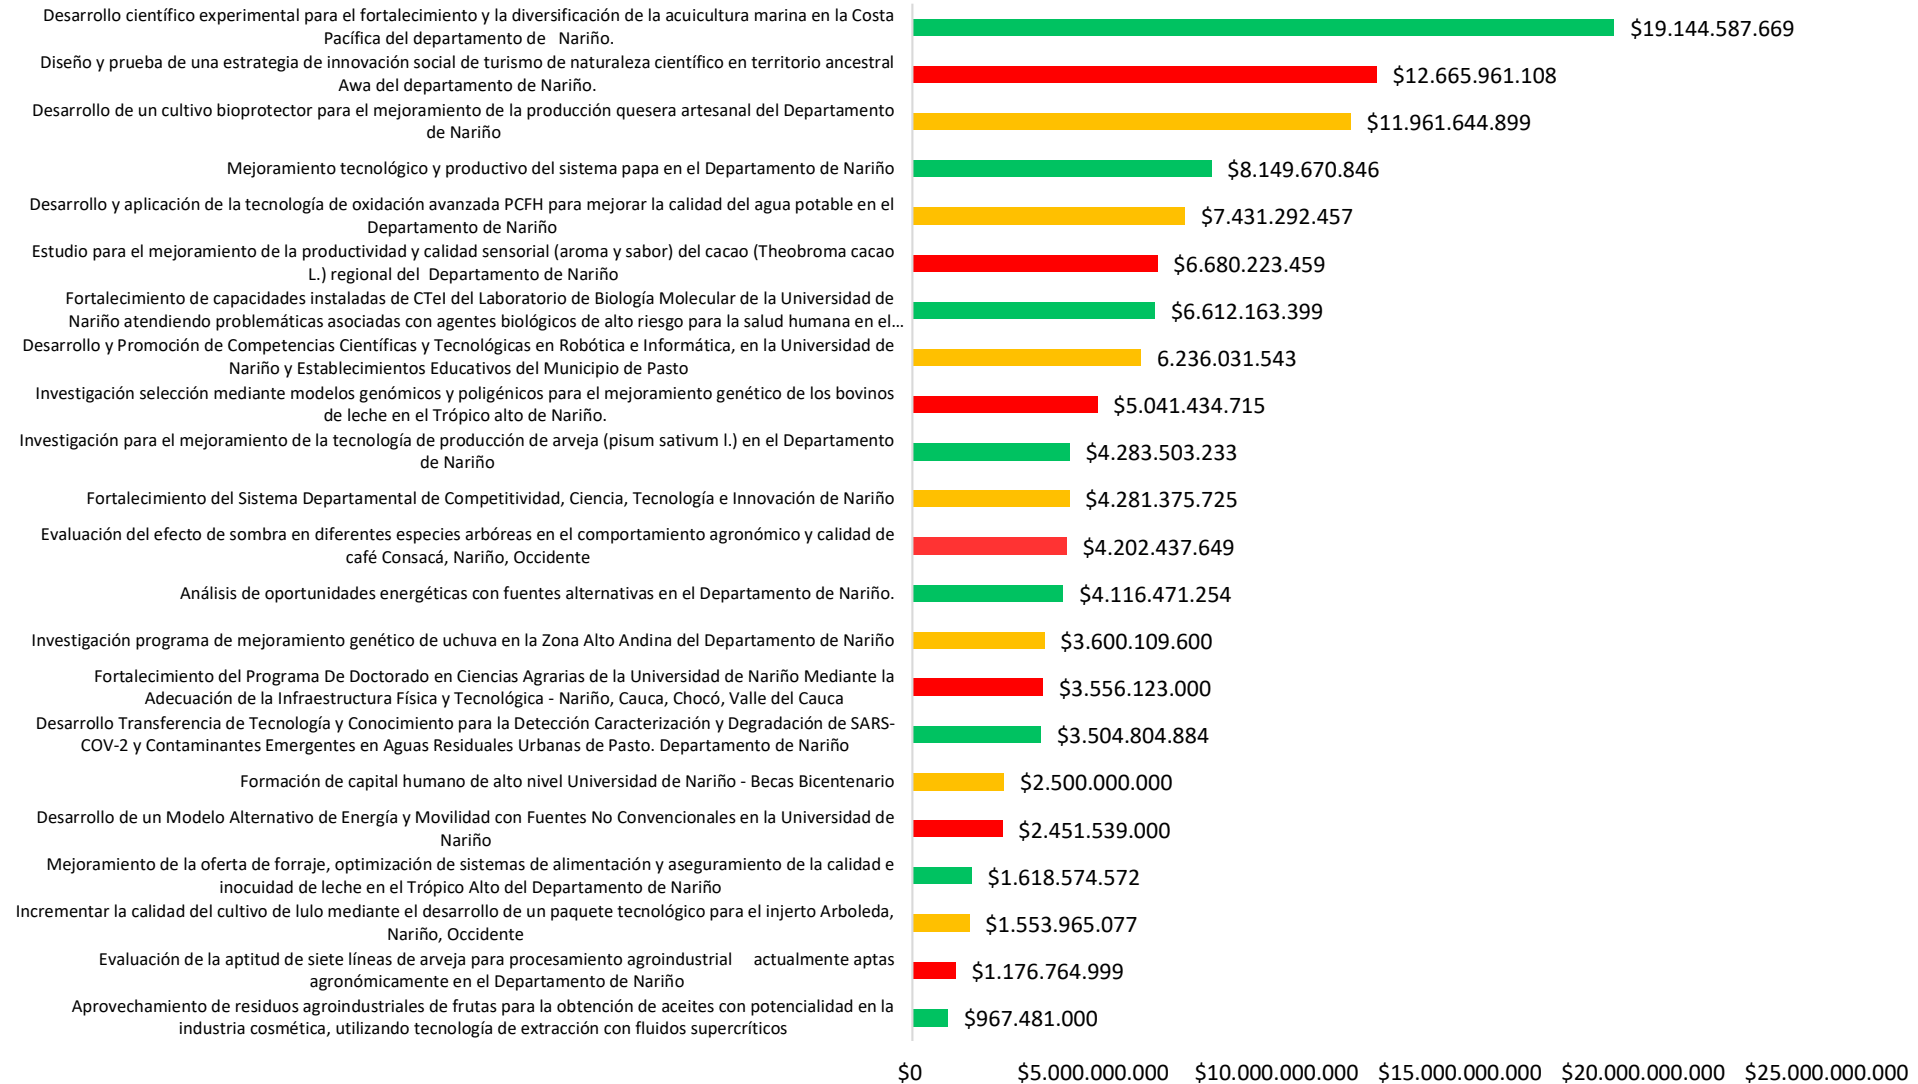 Desarrollo científico experimental para el fortalecimiento y la diversificación de la acuicultura marina en la Costa
Pacífica del departamento de Nariño.
$19.144.587.669
Diseño y prueba de una estrategia de innovación social de turismo de naturaleza científico en territorio ancestral
Awa del departamento de Nariño.
$12.665.961.108
Desarrollo de un cultivo bioprotector para el mejoramiento de la producción quesera artesanal del Departamento
de Nariño
$11.961.644.899
Mejoramiento tecnológico y productivo del sistema papa en el Departamento de Nariño
$8.149.670.846
Desarrollo y aplicación de la tecnología de oxidación avanzada PCFH para mejorar la calidad del agua potable en el
Departamento de Nariño
$7.431.292.457
Estudio para el mejoramiento de la productividad y calidad sensorial (aroma y sabor) del cacao (Theobroma cacao
L.) regional del Departamento de Nariño
$6.680.223.459
Fortalecimiento de capacidades instaladas de CTeI del Laboratorio de Biología Molecular de la Universidad de
Nariño atendiendo problemáticas asociadas con agentes biológicos de alto riesgo para la salud humana en el...
$6.612.163.399
Desarrollo y Promoción de Competencias Científicas y Tecnológicas en Robótica e Informática, en la Universidad de
Nariño y Establecimientos Educativos del Municipio de Pasto
6.236.031.543
Investigación selección mediante modelos genómicos y poligénicos para el mejoramiento genético de los bovinos
de leche en el Trópico alto de Nariño.
$5.041.434.715
Investigación para el mejoramiento de la tecnología de producción de arveja (pisum sativum l.) en el Departamento
de Nariño
$4.283.503.233
Fortalecimiento del Sistema Departamental de Competitividad, Ciencia, Tecnología e Innovación de Nariño
$4.281.375.725
Evaluación del efecto de sombra en diferentes especies arbóreas en el comportamiento agronómico y calidad de
café Consacá, Nariño, Occidente
$4.202.437.649
Análisis de oportunidades energéticas con fuentes alternativas en el Departamento de Nariño.
$4.116.471.254
Investigación programa de mejoramiento genético de uchuva en la Zona Alto Andina del Departamento de Nariño
$3.600.109.600
Fortalecimiento del Programa De Doctorado en Ciencias Agrarias de la Universidad de Nariño Mediante la
Adecuación de la Infraestructura Física y Tecnológica - Nariño, Cauca, Chocó, Valle del Cauca
$3.556.123.000
Desarrollo Transferencia de Tecnología y Conocimiento para la Detección Caracterización y Degradación de SARS-
COV-2 y Contaminantes Emergentes en Aguas Residuales Urbanas de Pasto. Departamento de Nariño
$3.504.804.884
Formación de capital humano de alto nivel Universidad de Nariño - Becas Bicentenario
$2.500.000.000
Desarrollo de un Modelo Alternativo de Energía y Movilidad con Fuentes No Convencionales en la Universidad de
Nariño
$2.451.539.000
Mejoramiento de la oferta de forraje, optimización de sistemas de alimentación y aseguramiento de la calidad e
inocuidad de leche en el Trópico Alto del Departamento de Nariño
$1.618.574.572
Incrementar la calidad del cultivo de lulo mediante el desarrollo de un paquete tecnológico para el injerto Arboleda,
Nariño, Occidente
$1.553.965.077
Evaluación de la aptitud de siete líneas de arveja para procesamiento agroindustrial actualmente aptas
agronómicamente en el Departamento de Nariño
$1.176.764.999
Aprovechamiento de residuos agroindustriales de frutas para la obtención de aceites con potencialidad en la
industria cosmética, utilizando tecnología de extracción con fluidos supercríticos
$967.481.000
$0 $5.000.000.000 $10.000.000.000 $15.000.000.000 $20.000.000.000 $25.000.000.000